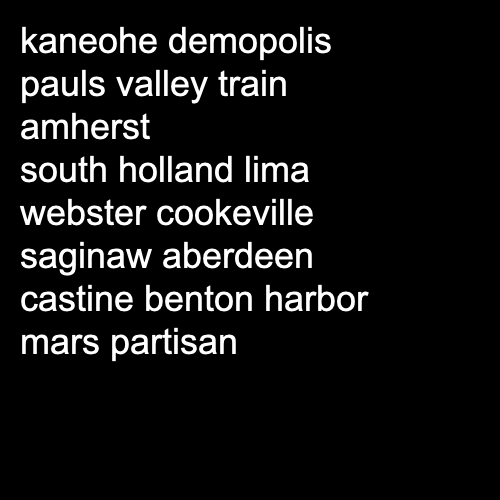 kaneohe demopolis
pauls valley train
amherst
south holland lima
webster cookeville
saginaw aberdeen
castine benton harbor
mars partisan